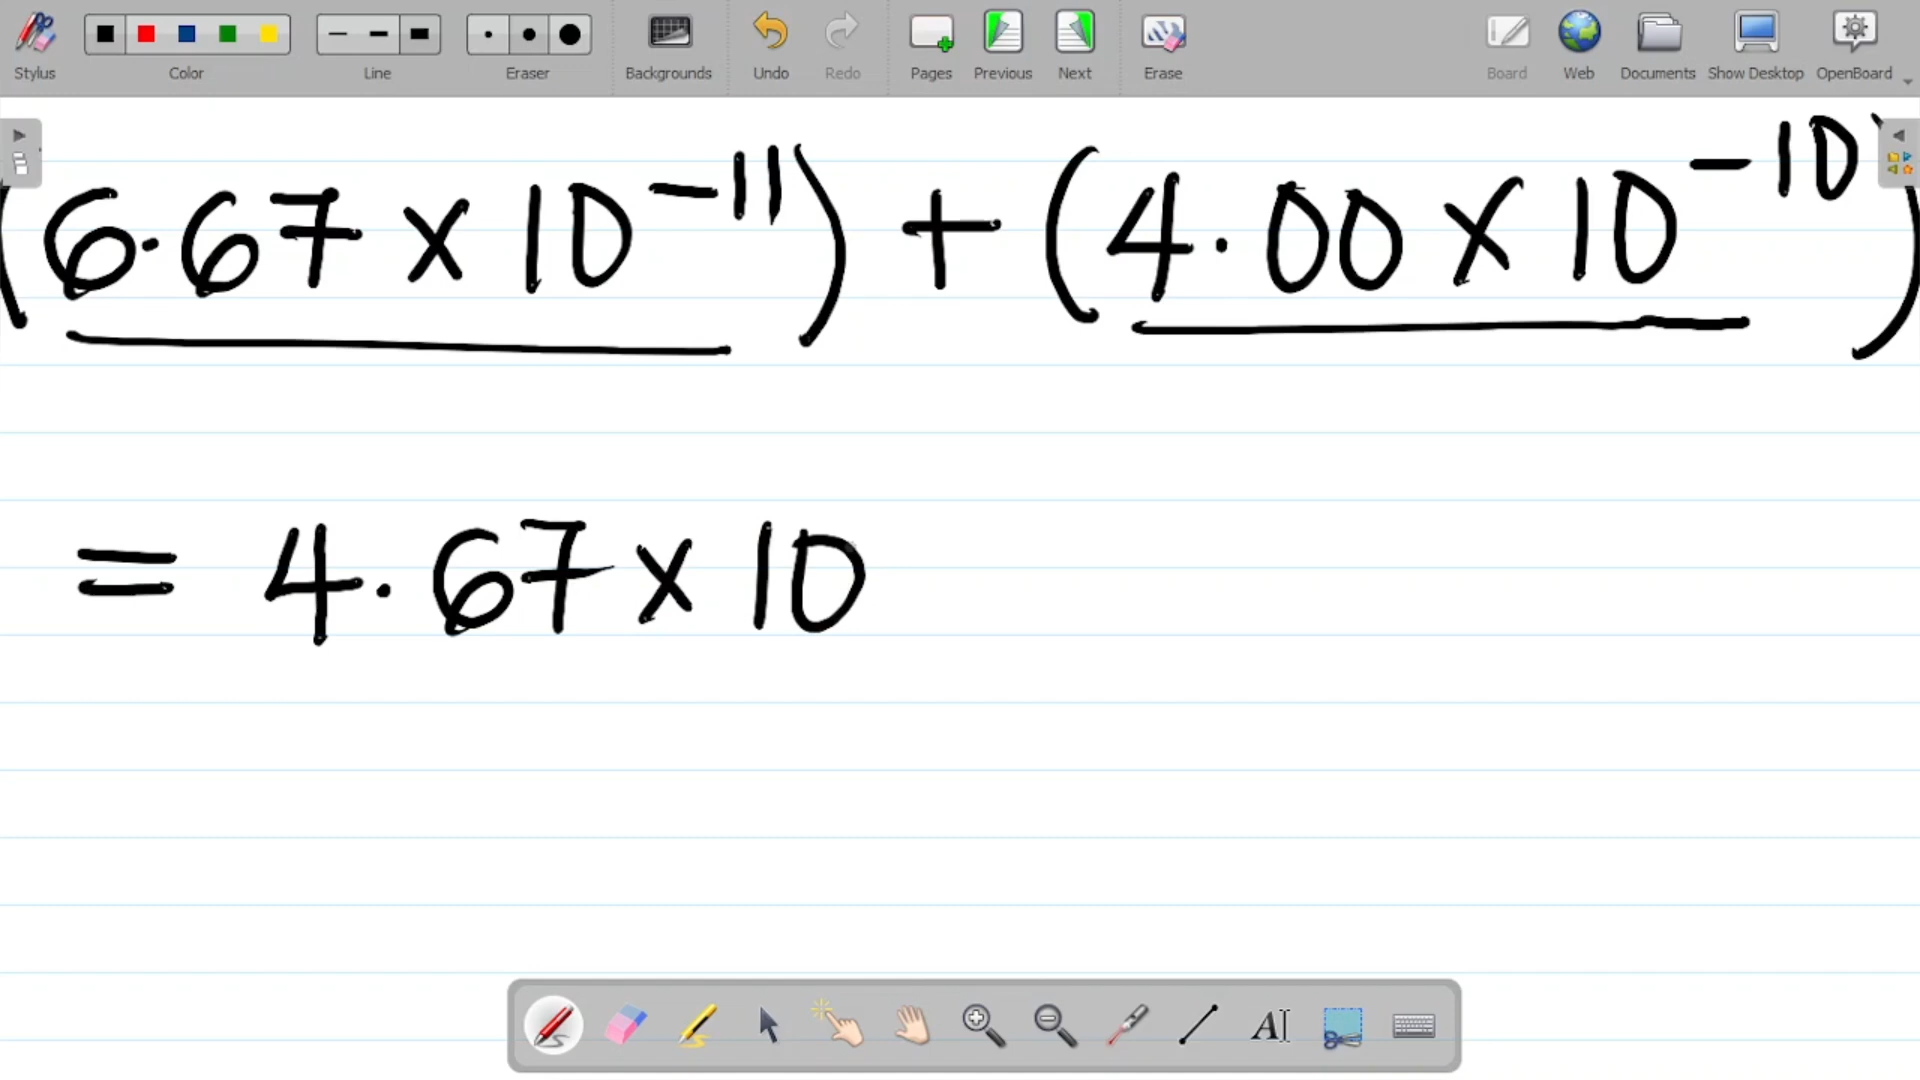 Stylus Color Line Eraser Backgrounds Undo Redo Pages Previous Next Erase Board Web Documents Show Desktop OpenBoard
(6.67 x 10^-11) + (4.00 x 10^-10)
= 4.67 x 10